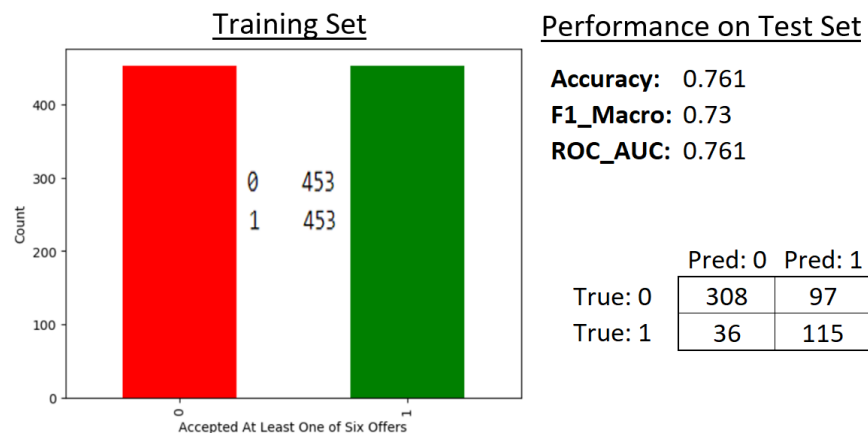 Training Set
Count
400
300
200
100
0
0 453
1 453
0
1
Accepted At Least One of Six Offers
Performance on Test Set
Accuracy: 0.761
F1_Macro: 0.73
ROC_AUC: 0.761
Pred: 0 Pred: 1
True: 0 308 97
True: 1 36 115